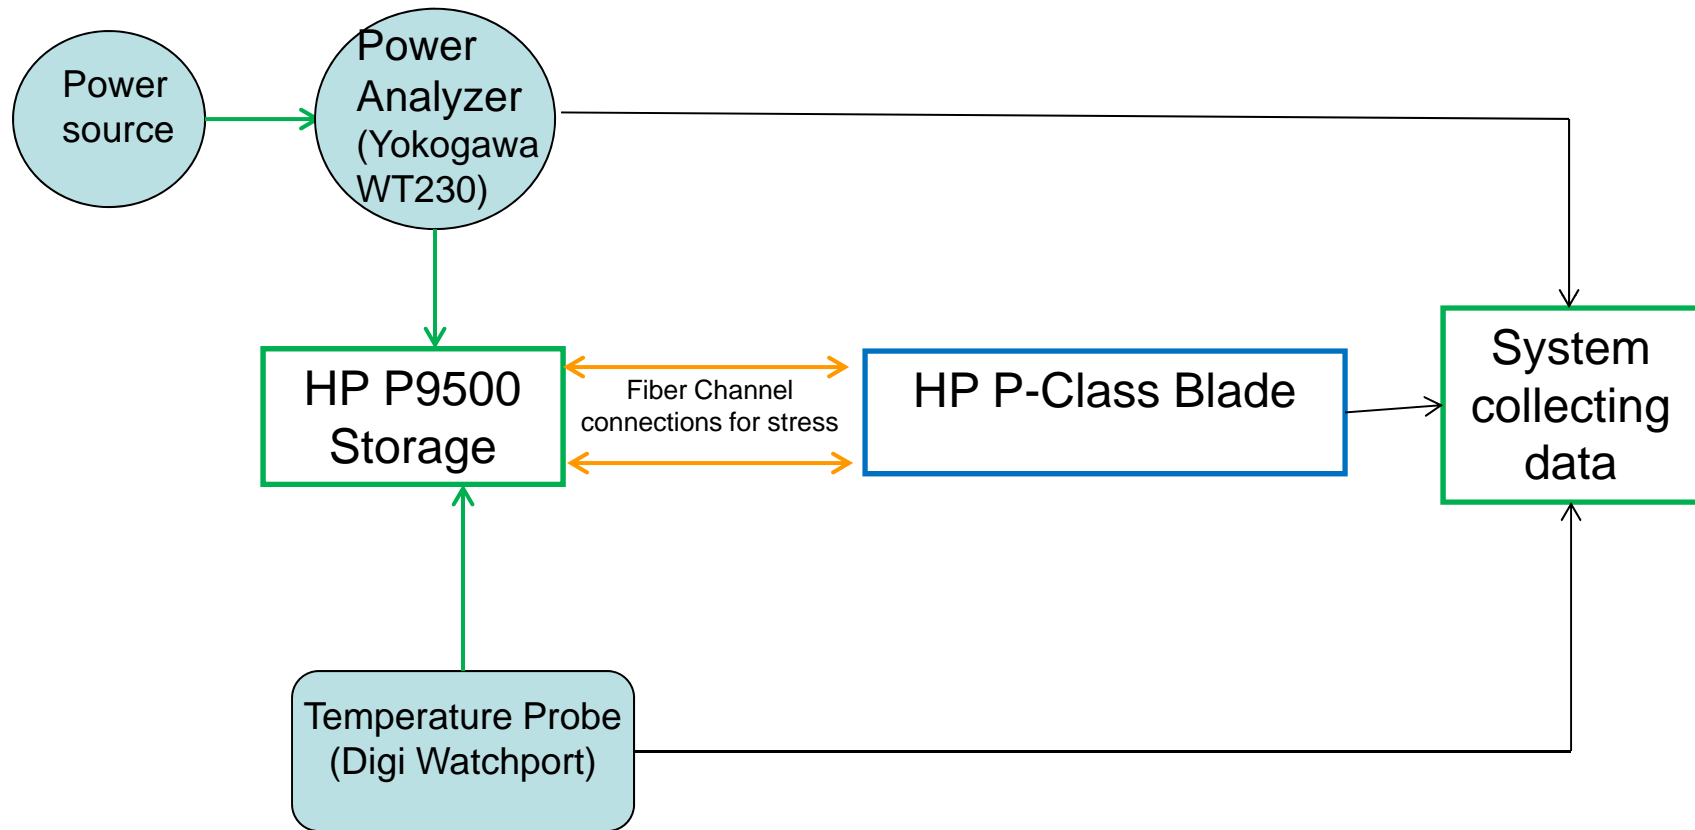 Power
source
Power
Analyzer
(Yokogawa
WT230)
HP P9500
Storage
Fiber Channel
connections for stress
HP P-Class Blade
System
collecting
data
Temperature Probe
(Digi Watchport)